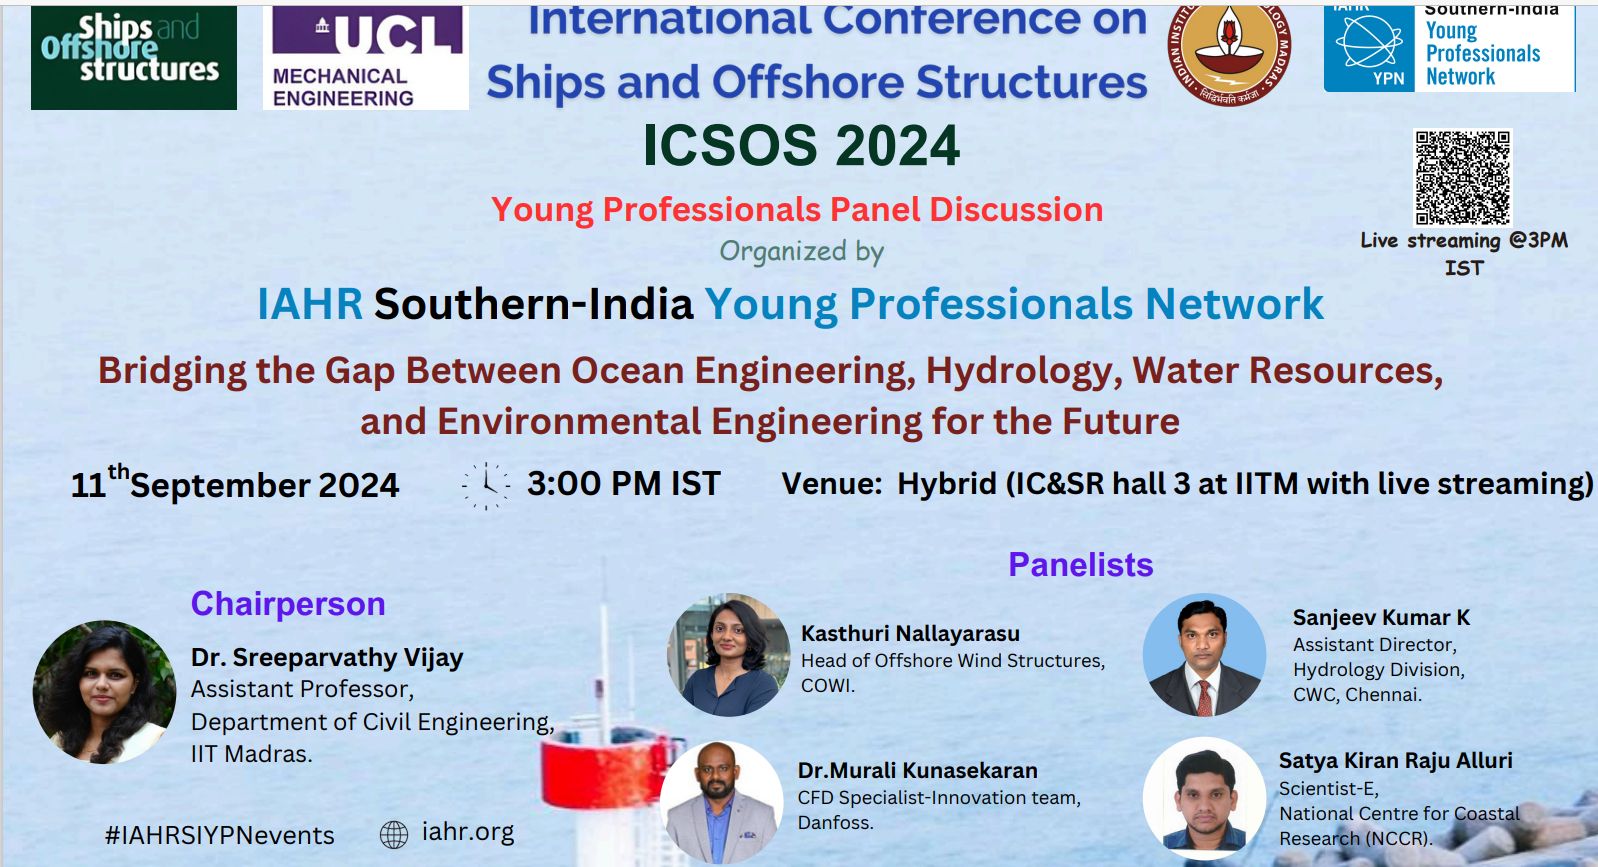 Ships and
Offshore
structures
UCL
MECHANICAL
ENGINEERING
International Conference on
Ships and Offshore Structures
INDIAN INSTITUTE OF TECHNOLOGY MADRAS
सिद्धिर्भवति कर्मजा
IAHR
YPN
Southern-India
Young
Professionals
Network
ICSOS 2024
Young Professionals Panel Discussion
Organized by
Live streaming @3PM
IST
IAHR Southern-India Young Professionals Network
Bridging the Gap Between Ocean Engineering, Hydrology, Water Resources,
and Environmental Engineering for the Future
11th September 2024
3:00 PM IST
Venue: Hybrid (IC&SR hall 3 at IITM with live streaming)
Chairperson
Dr. Sreeparvathy Vijay
Assistant Professor,
Department of Civil Engineering,
IIT Madras.
Panelists
Kasthuri Nallayarasu
Head of Offshore Wind Structures,
COWI.
Sanjeev Kumar K
Assistant Director,
Hydrology Division,
CWC, Chennai.
Dr.Murali Kunasekaran
CFD Specialist-Innovation team,
Danfoss.
Satya Kiran Raju Alluri
Scientist-E,
National Centre for Coastal
Research (NCCR).
#IAHRSIYPNevents
iahr.org